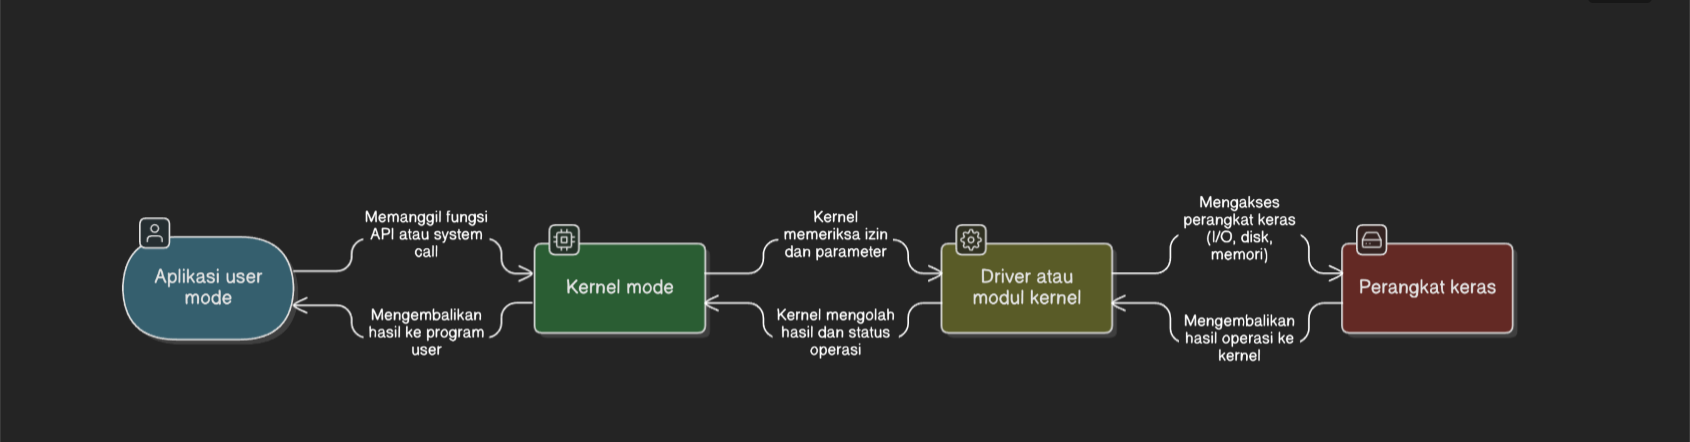 Aplikasi user
mode
Memanggil fungsi
API atau system
call
Mengembalikan
hasil ke program
user
Kernel mode
Kernel
memeriksa izin
dan parameter
Kernel mengolah
hasil dan status
operasi
Driver atau
modul kernel
Mengakses
perangkat keras
(I/O, disk,
memori)
Mengembalikan
hasil operasi ke
kernel
Perangkat keras